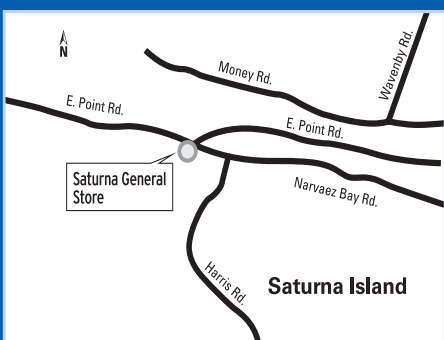 N
Money Rd.
Wavenby Rd.
E. Point Rd.
E. Point Rd.
Saturna General
Store
Narvaez Bay Rd.
Harris Rd.
Saturna Island